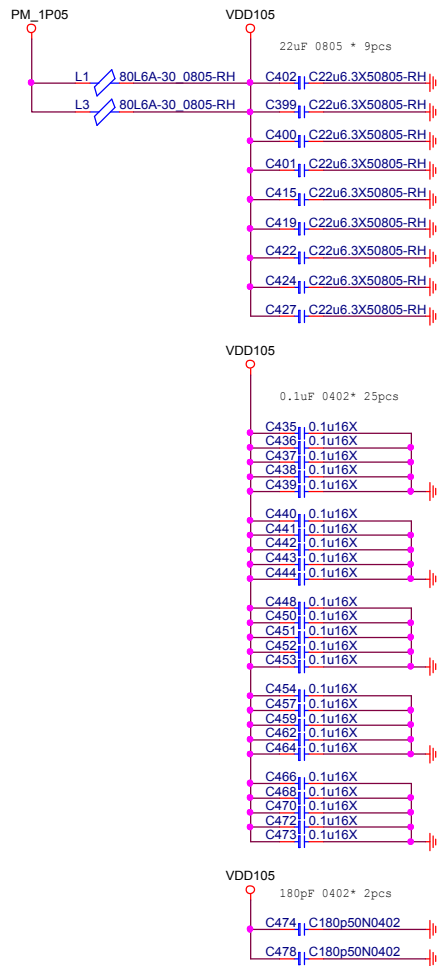 PM_1P05 VDD105
22uF 0805 * 9pcs
L1 80L6A-30_0805-RH C402 C22u6.3X50805-RH
L3 80L6A-30_0805-RH C399 C22u6.3X50805-RH
C400 C22u6.3X50805-RH
C401 C22u6.3X50805-RH
C415 C22u6.3X50805-RH
C419 C22u6.3X50805-RH
C422 C22u6.3X50805-RH
C424 C22u6.3X50805-RH
C427 C22u6.3X50805-RH
VDD105
0.1uF 0402* 25pcs
C435 0.1u16X
C436 0.1u16X
C437 0.1u16X
C438 0.1u16X
C439 0.1u16X
C440 0.1u16X
C441 0.1u16X
C442 0.1u16X
C443 0.1u16X
C444 0.1u16X
C448 0.1u16X
C450 0.1u16X
C451 0.1u16X
C452 0.1u16X
C453 0.1u16X
C454 0.1u16X
C457 0.1u16X
C459 0.1u16X
C462 0.1u16X
C464 0.1u16X
C466 0.1u16X
C468 0.1u16X
C470 0.1u16X
C472 0.1u16X
C473 0.1u16X
VDD105
180pF 0402* 2pcs
C474 C180p50N0402
C478 C180p50N0402